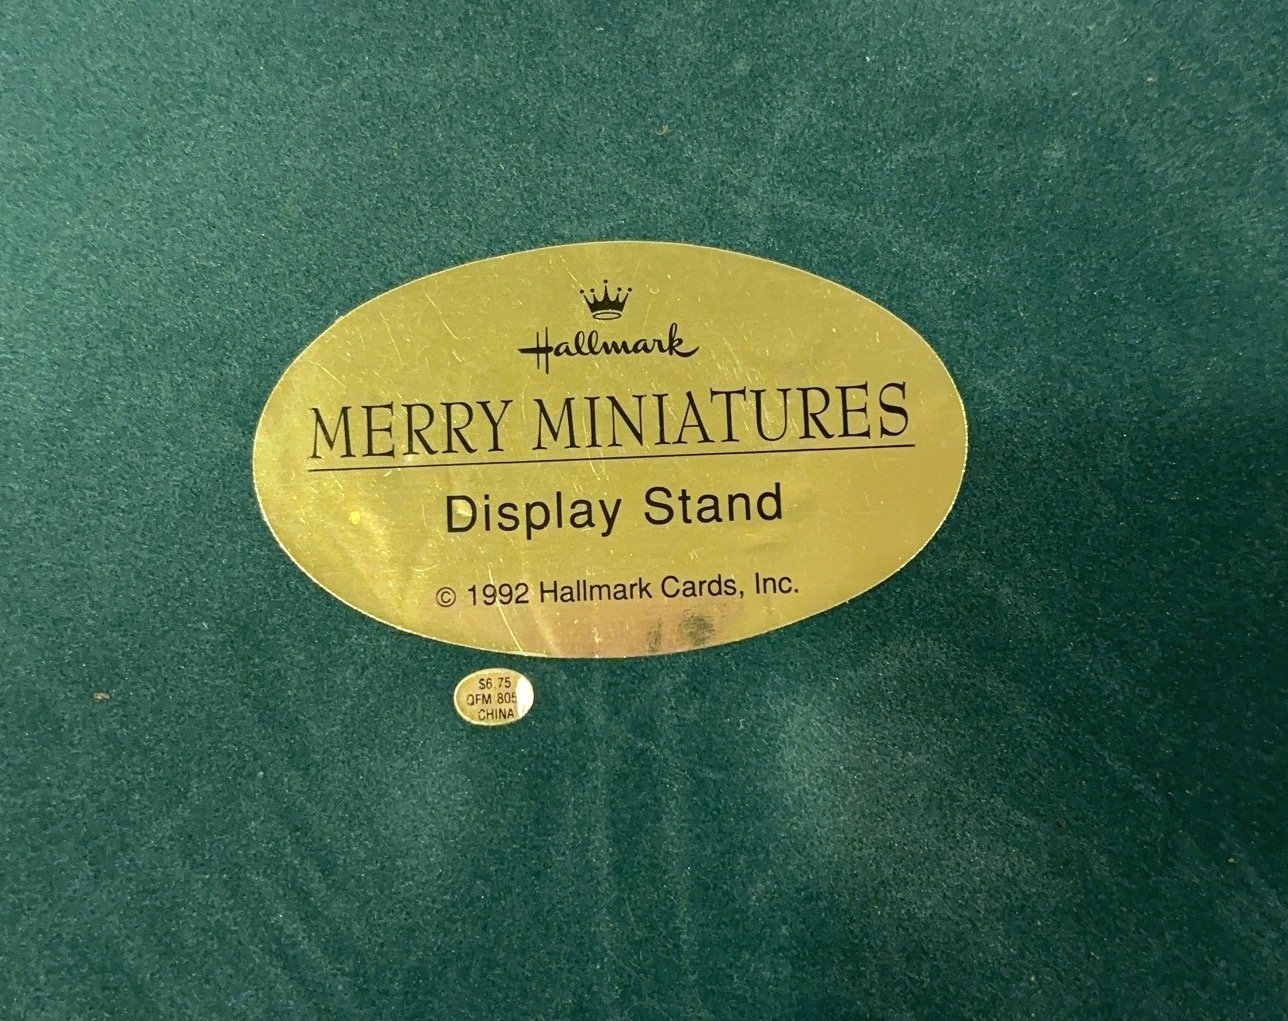 Hallmark
MERRY MINIATURES
Display Stand
© 1992 Hallmark Cards, Inc.
$6.75
QFM 805
CHINA